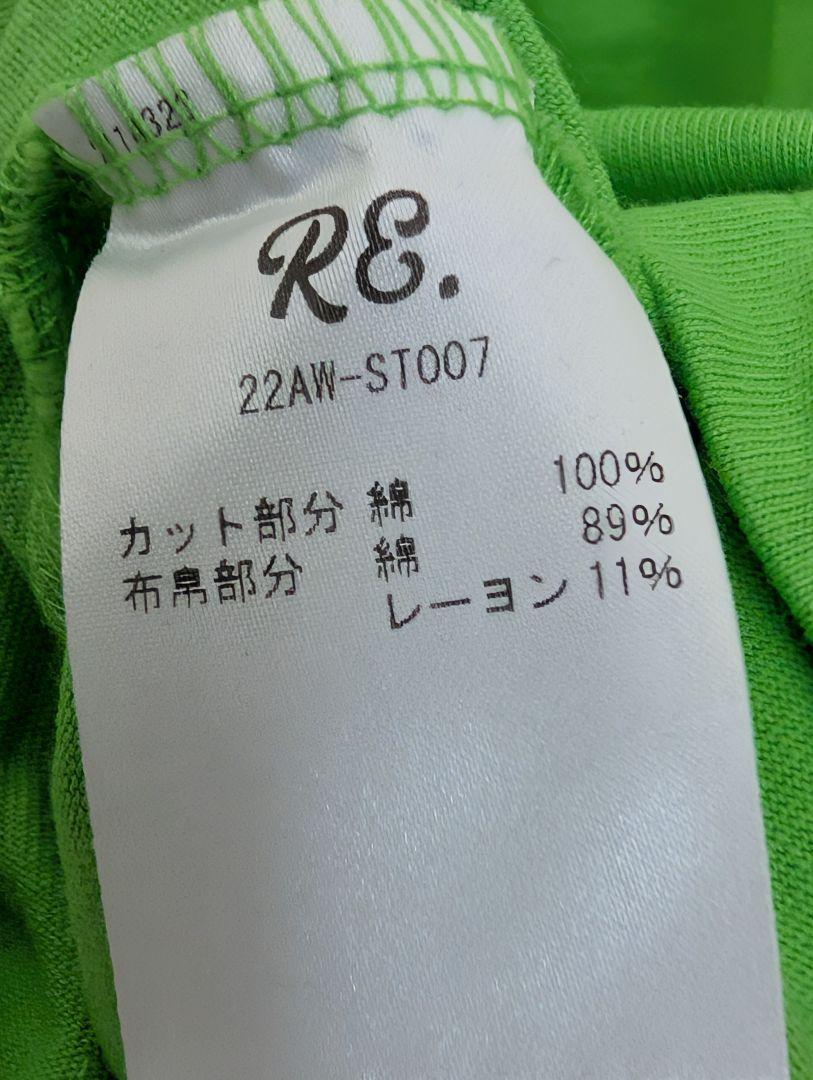 RE.
22AW-ST007
カット部分 綿 100%
布帛部分 綿 89%
レーヨン 11%